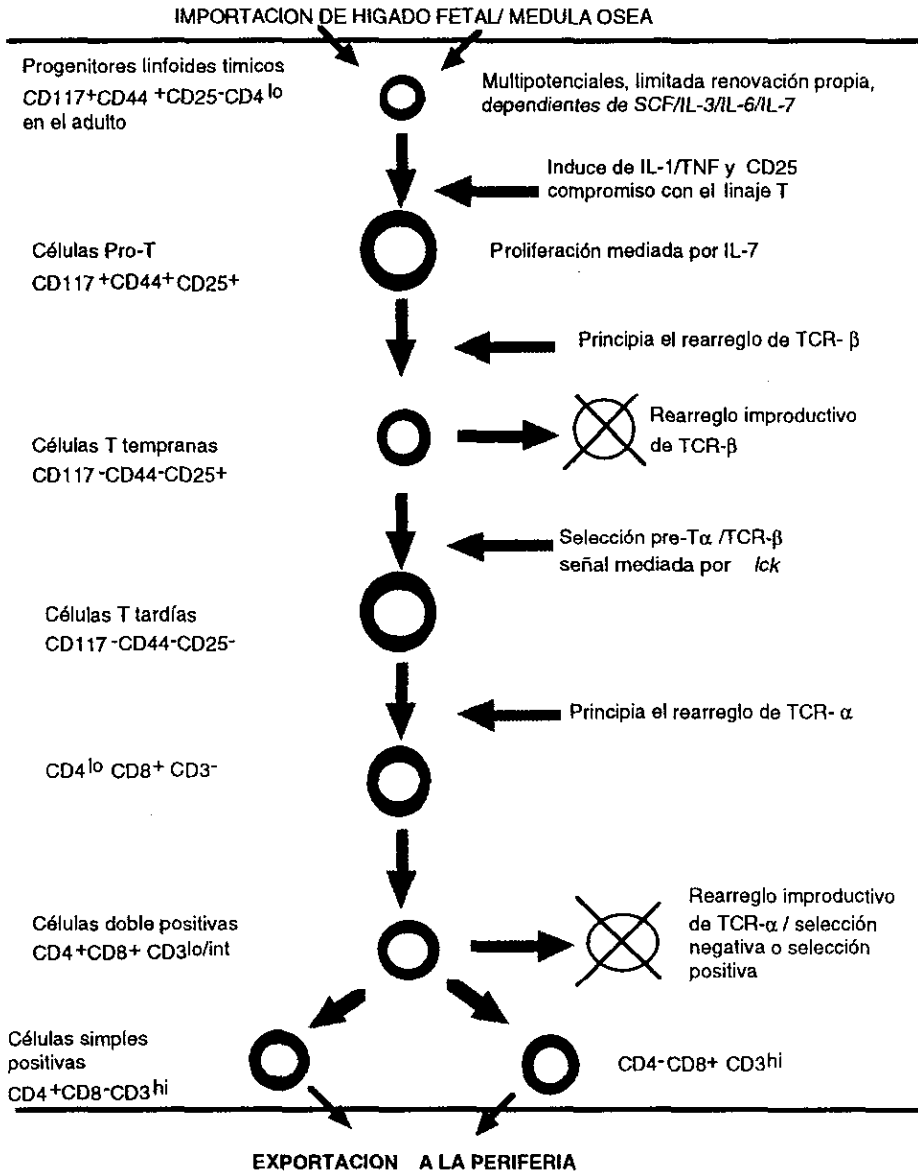 IMPORTACION DE HIGADO FETAL/ MEDULA OSEA
Progenitores linfoides timicos
CD117+CD44 +CD25-CD4 lo
en el adulto
Multipotenciales, limitada renovación propia,
dependientes de SCF/IL-3/IL-6/IL-7
Induce de IL-1/TNF y CD25
compromiso con el linaje T
Células Pro-T
CD117 +CD44+ CD25+
Proliferación mediada por IL-7
Principia el rearreglo de TCR- β
Células T tempranas
CD117 -CD44-CD25+
Rearreglo improductivo
de TCR-β
Selección pre-Tα /TCR-β
señal mediada por lck
Células T tardías
CD117 -CD44-CD25-
Principia el rearreglo de TCR- α
CD4 lo CD8+ CD3-
Células doble positivas
CD4 +CD8+ CD3lo/int
Rearreglo improductivo
de TCR-α / selección
negativa o selección
positiva
Células simples
positivas
CD4 +CD8-CD3hi
CD4-CD8+ CD3hi
EXPORTACION A LA PERIFERIA